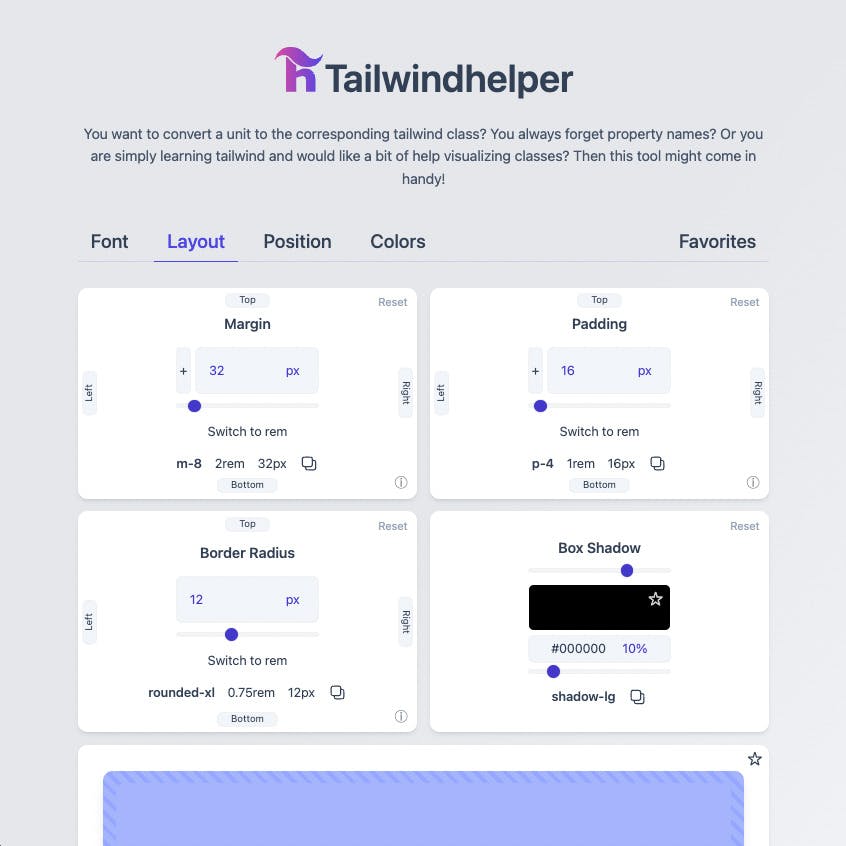 Tailwindhelper
You want to convert a unit to the corresponding tailwind class? You always forget property names? Or you
are simply learning tailwind and would like a bit of help visualizing classes? Then this tool might come in
handy!
Font Layout Position Colors Favorites
Top Reset
Margin
Left + 32 px Right
Switch to rem
m-8 2rem 32px
Bottom
Top Reset
Padding
Left + 16 px Right
Switch to rem
p-4 1rem 16px
Bottom
Top Reset
Border Radius
Left 12 px Right
Switch to rem
rounded-xl 0.75rem 12px
Bottom
Reset
Box Shadow
#000000 10%
shadow-lg